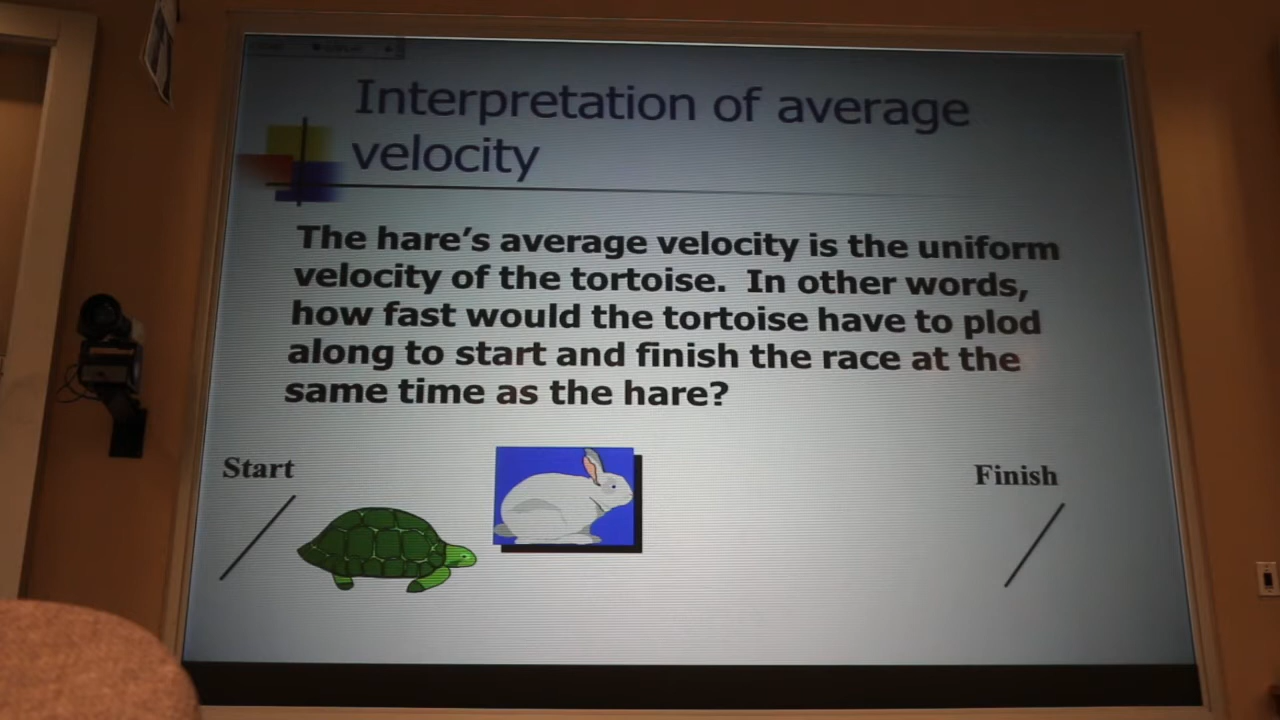 Interpretation of average
velocity
The hare's average velocity is the uniform
velocity of the tortoise.  In other words,
how fast would the tortoise have to plod
along to start and finish the race at the
same time as the hare?
Start
Finish